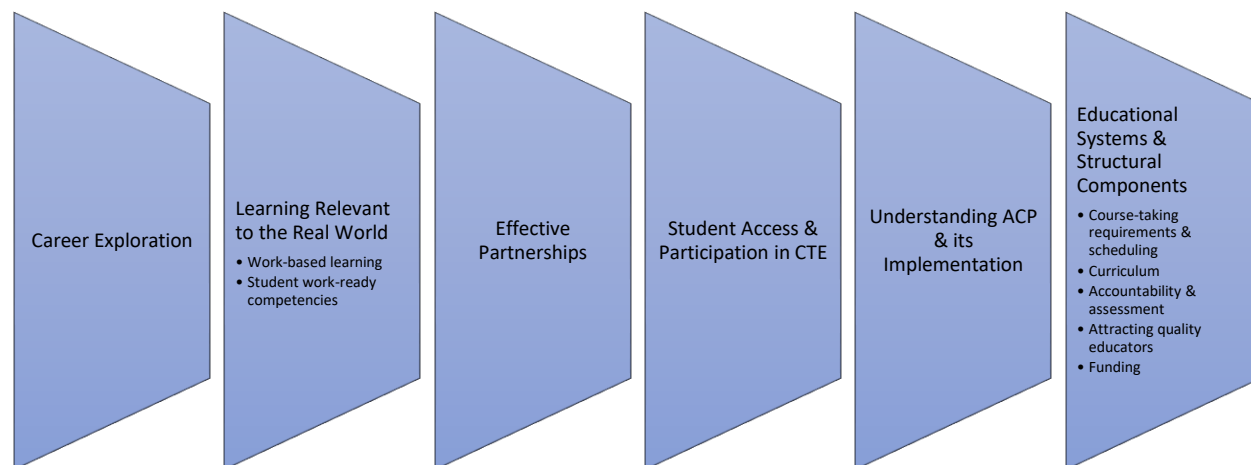 Career Exploration
Learning Relevant
to the Real World
• Work-based learning
• Student work-ready
competencies
Effective
Partnerships
Student Access &
Participation in CTE
Understanding ACP
& its
Implementation
Educational
Systems &
Structural
Components
• Course-taking
requirements &
scheduling
• Curriculum
• Accountability &
assessment
• Attracting quality
educators
• Funding